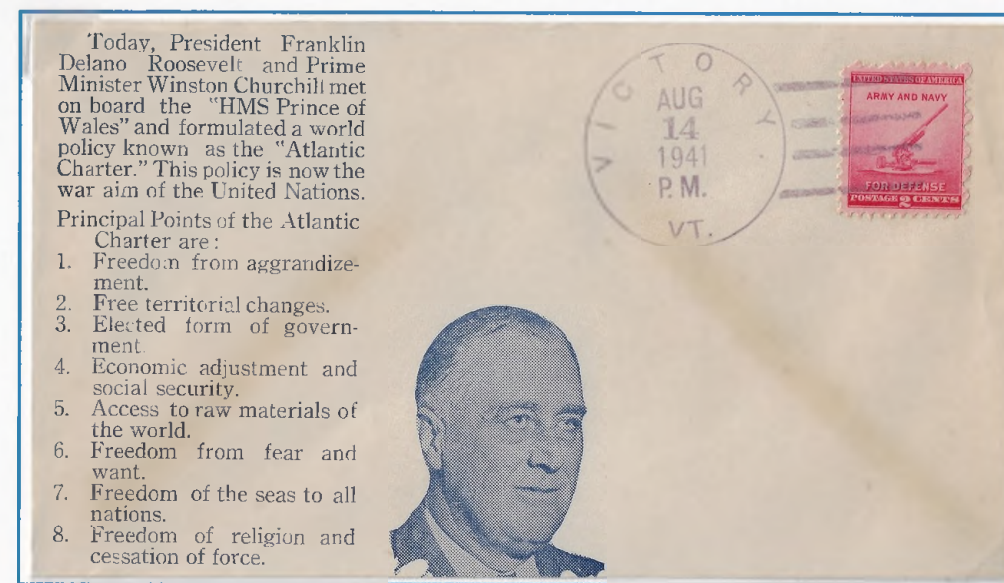 Today, President Franklin
Delano Roosevelt and Prime
Minister Winston Churchill met
on board the "HMS Prince of
Wales" and formulated a world
policy known as the "Atlantic
Charter." This policy is now the
war aim of the United Nations.
Principal Points of the Atlantic
Charter are:
1. Freedom from aggrandize-
ment.
2. Free territorial changes.
3. Elected form of govern-
ment.
4. Economic adjustment and
social security.
5. Access to raw materials of
the world.
6. Freedom from fear and
want.
7. Freedom of the seas to all
nations.
8. Freedom of religion and
cessation of force.
VICTORY
AUG
14
1941
P.M.
VT.
UNITED STATES OF AMERICA
ARMY AND NAVY
FOR DEFENSE
POSTAGE 2 CENTS